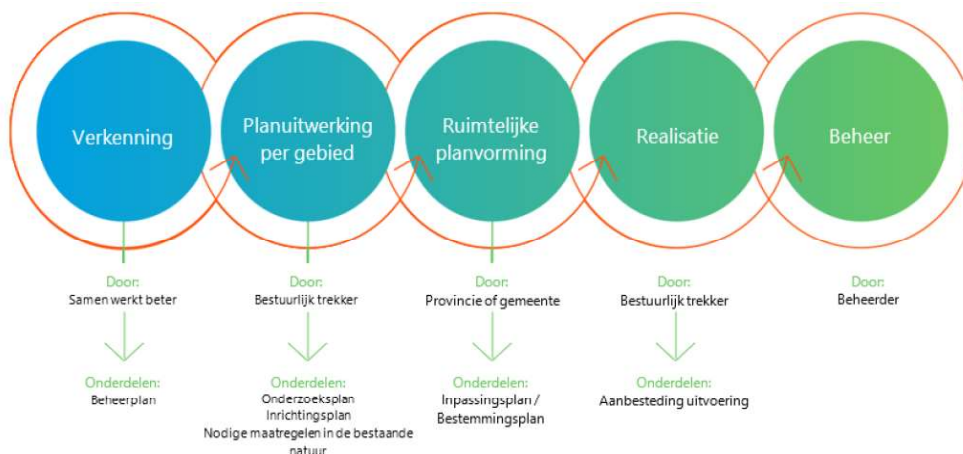 Verkenning
Planuitwerking
per gebied
Ruimtelijke
planvorming
Realisatie
Beheer
Door:
Samen werkt beter
Door:
Bestuurlijk trekker
Door:
Provincie of gemeente
Door:
Bestuurlijk trekker
Door:
Beheerder
Onderdelen:
Beheerplan
Onderdelen:
Onderzoeksplan
Inrichtingsplan
Nodige maatregelen in de bestaande
natuur
Onderdelen:
Inpassingsplan /
Bestemmingsplan
Onderdelen:
Aanbesteding uitvoering